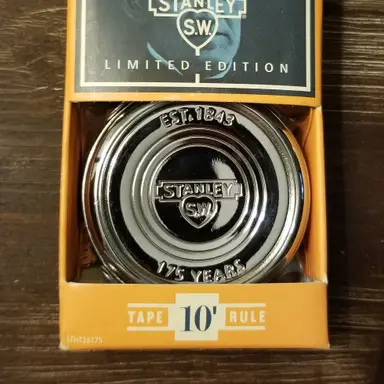 STANLEY
S.W.
LIMITED EDITION
EST. 1843
STANLEY
S.W.
175 YEARS
TAPE 10' RULE